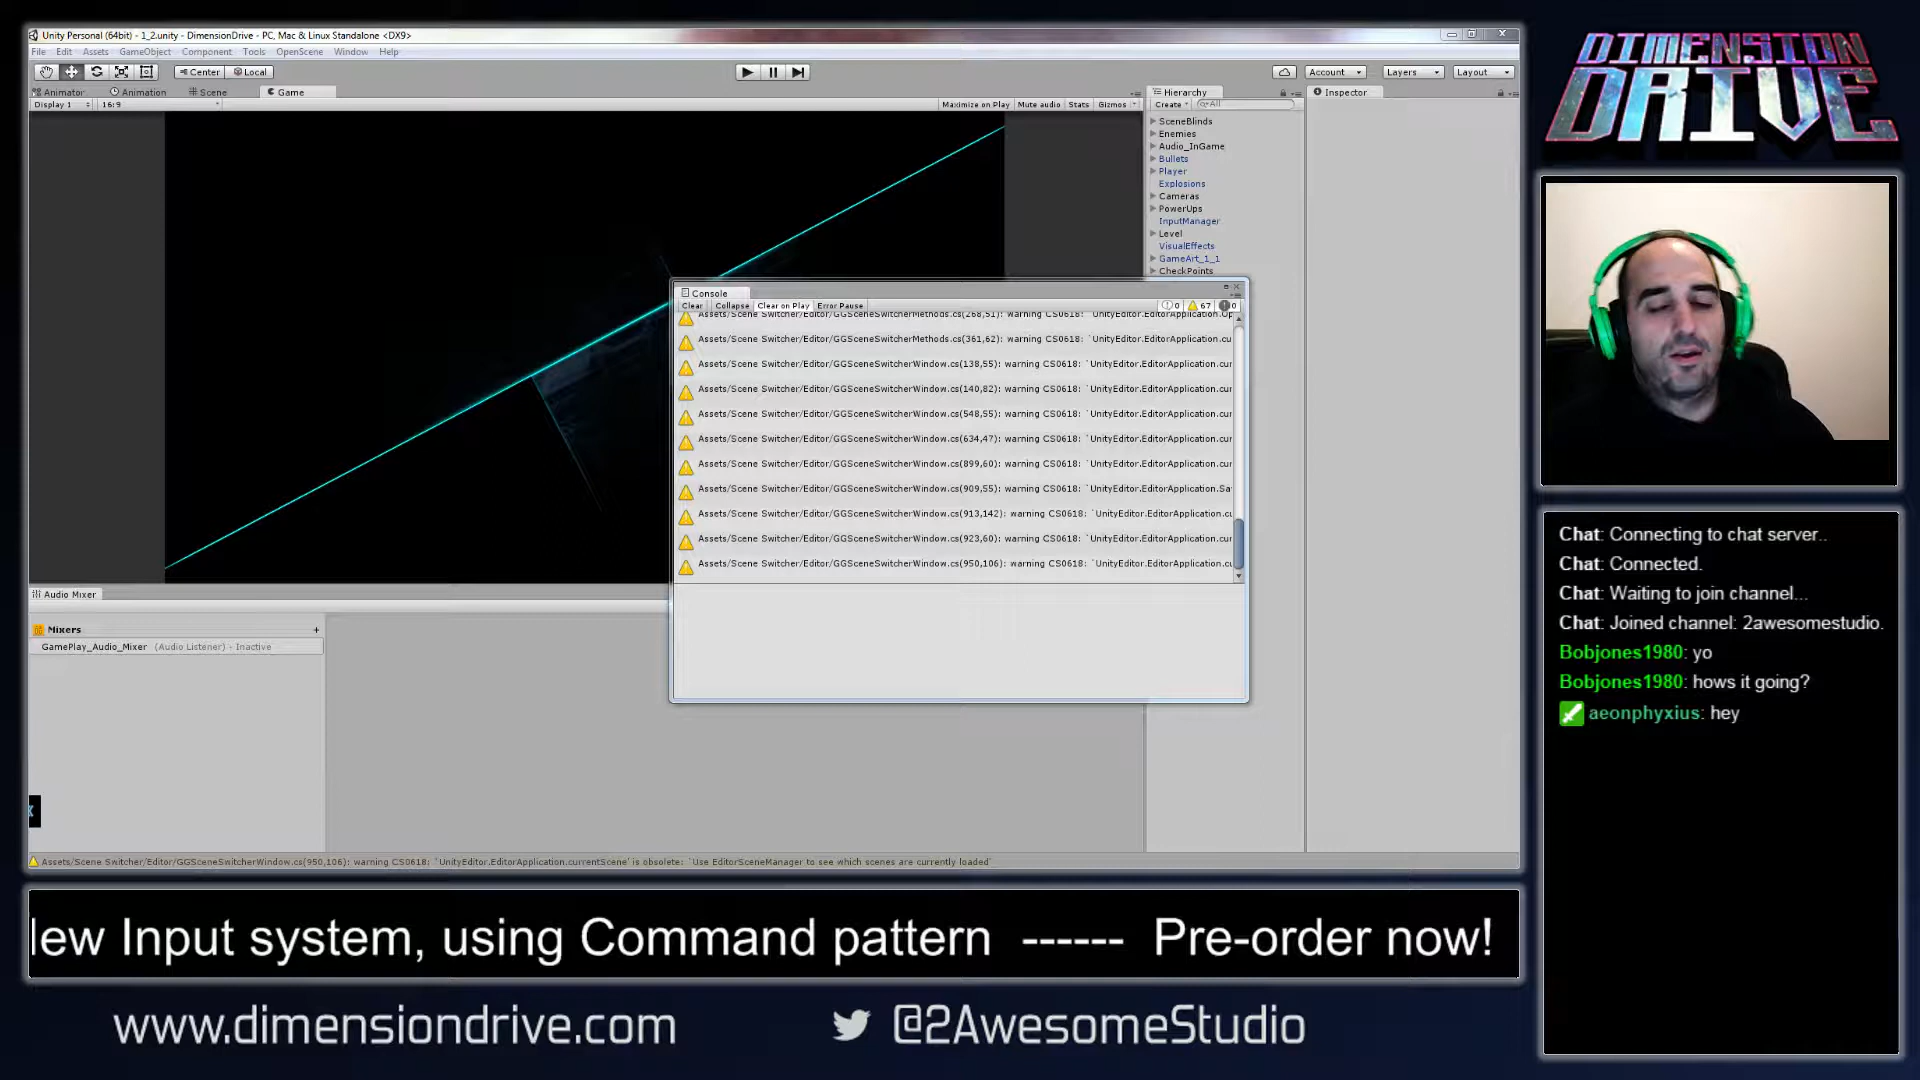 Unity Personal (64bit) - 1_2.unity - DimensionDrive - PC, Mac & Linux Standalone <DX9>
File Edit Assets GameObject Component Tools OpenScene Window Help
Center Local
Account Layers Layout
Animator Animation Scene Game
Display 1 16:9
Maximize on Play Mute audio Stats Gizmos
Hierarchy
Create All
SceneBlinds
Enemies
Audio_InGame
Bullets
Player
Explosions
Cameras
PowerUps
InputManager
Level
VisualEffects
GameArt_1_1
CheckPoints
Inspector
Console
Clear Collapse Clear on Play Error Pause 0 67 0
Assets/Scene Switcher/Editor/GGSceneSwitcherMethods.cs(268,51): warning CS0618: `UnityEditor.EditorApplication.Op
Assets/Scene Switcher/Editor/GGSceneSwitcherMethods.cs(361,62): warning CS0618: `UnityEditor.EditorApplication.cu
Assets/Scene Switcher/Editor/GGSceneSwitcherWindow.cs(138,55): warning CS0618: `UnityEditor.EditorApplication.cur
Assets/Scene Switcher/Editor/GGSceneSwitcherWindow.cs(140,82): warning CS0618: `UnityEditor.EditorApplication.cur
Assets/Scene Switcher/Editor/GGSceneSwitcherWindow.cs(548,55): warning CS0618: `UnityEditor.EditorApplication.cur
Assets/Scene Switcher/Editor/GGSceneSwitcherWindow.cs(634,47): warning CS0618: `UnityEditor.EditorApplication.cur
Assets/Scene Switcher/Editor/GGSceneSwitcherWindow.cs(899,60): warning CS0618: `UnityEditor.EditorApplication.cur
Assets/Scene Switcher/Editor/GGSceneSwitcherWindow.cs(909,55): warning CS0618: `UnityEditor.EditorApplication.Sa
Assets/Scene Switcher/Editor/GGSceneSwitcherWindow.cs(913,142): warning CS0618: `UnityEditor.EditorApplication.cu
Assets/Scene Switcher/Editor/GGSceneSwitcherWindow.cs(923,60): warning CS0618: `UnityEditor.EditorApplication.cur
Assets/Scene Switcher/Editor/GGSceneSwitcherWindow.cs(950,106): warning CS0618: `UnityEditor.EditorApplication.cu
Audio Mixer
Mixers +
GamePlay_Audio_Mixer (Audio Listener) - Inactive
Assets/Scene Switcher/Editor/GGSceneSwitcherWindow.cs(950,106): warning CS0618: `UnityEditor.EditorApplication.currentScene' is obsolete: `Use EditorSceneManager to see which scenes are currently loaded'
DIMENSION
DRIVE
Chat: Connecting to chat server..
Chat: Connected.
Chat: Waiting to join channel...
Chat: Joined channel: 2awesomestudio.
Bobjones1980: yo
Bobjones1980: hows it going?
aeonphyxius: hey
lew Input system, using Command pattern ------ Pre-order now!
www.dimensiondrive.com
@2AwesomeStudio